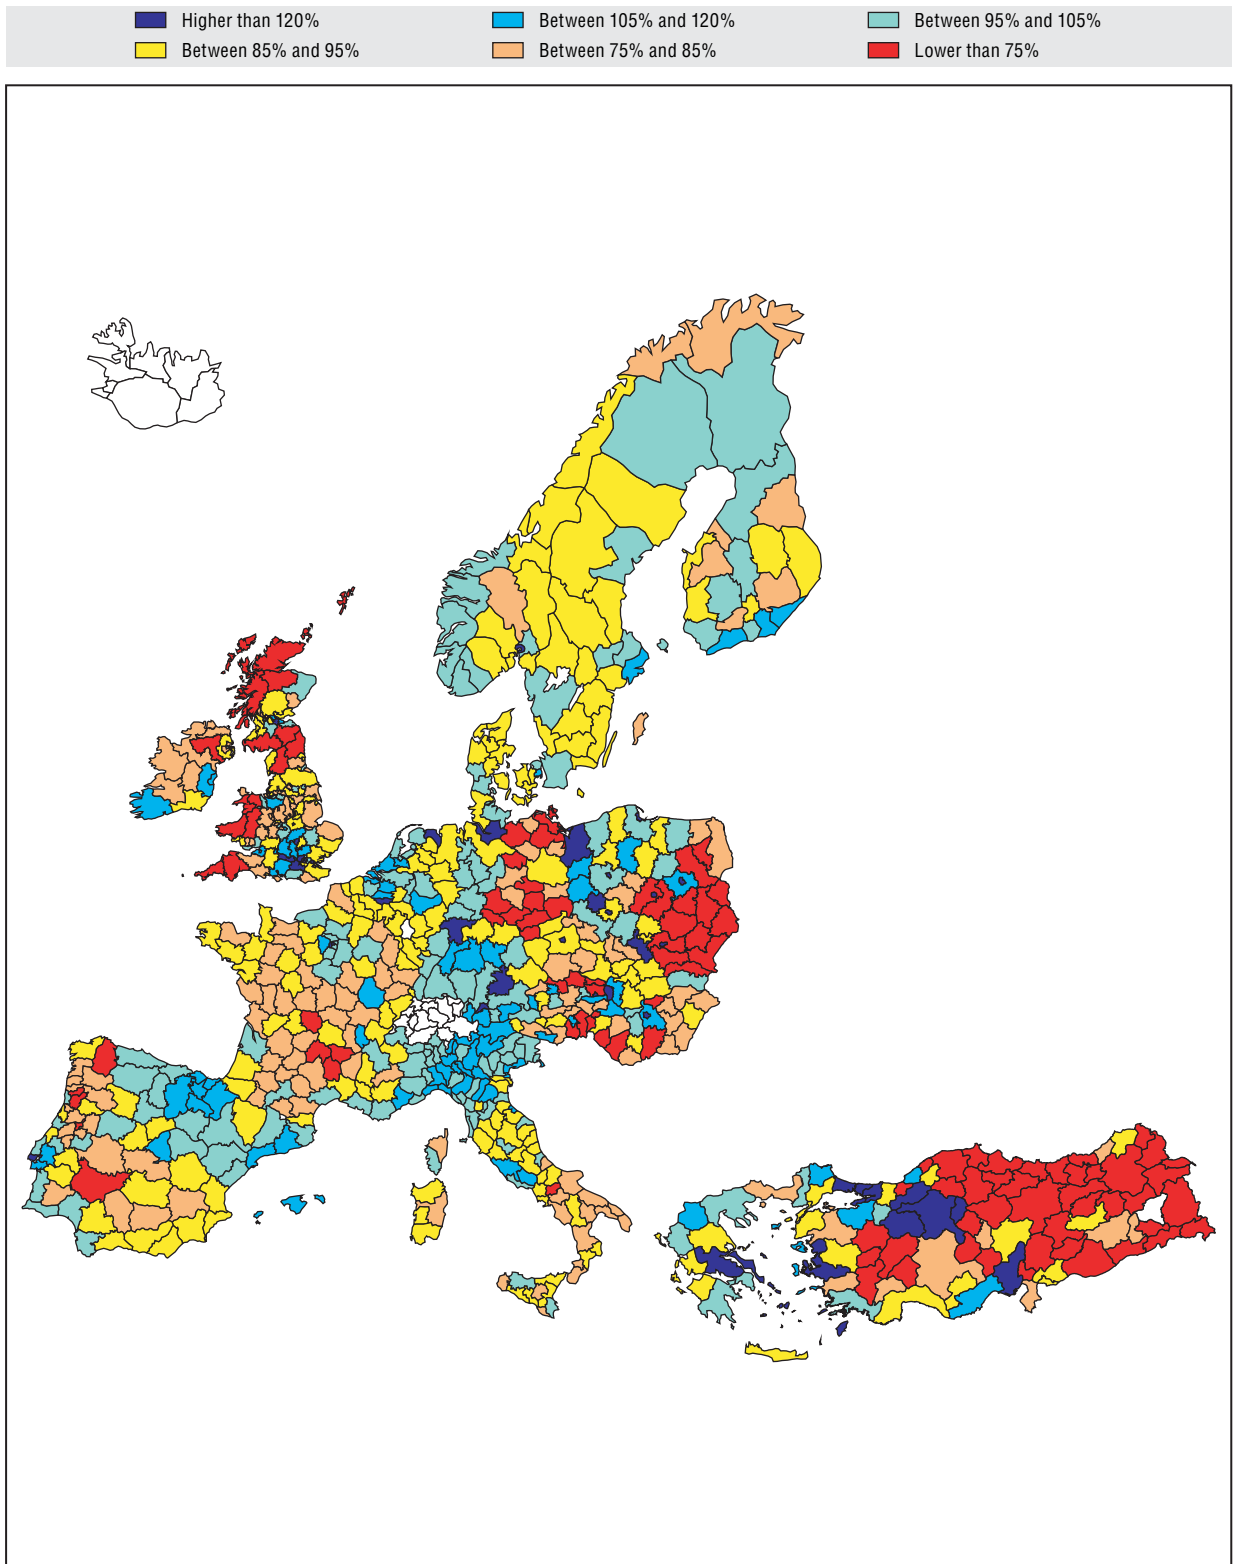 Higher than 120% Between 105% and 120% Between 95% and 105%
Between 85% and 95% Between 75% and 85% Lower than 75%